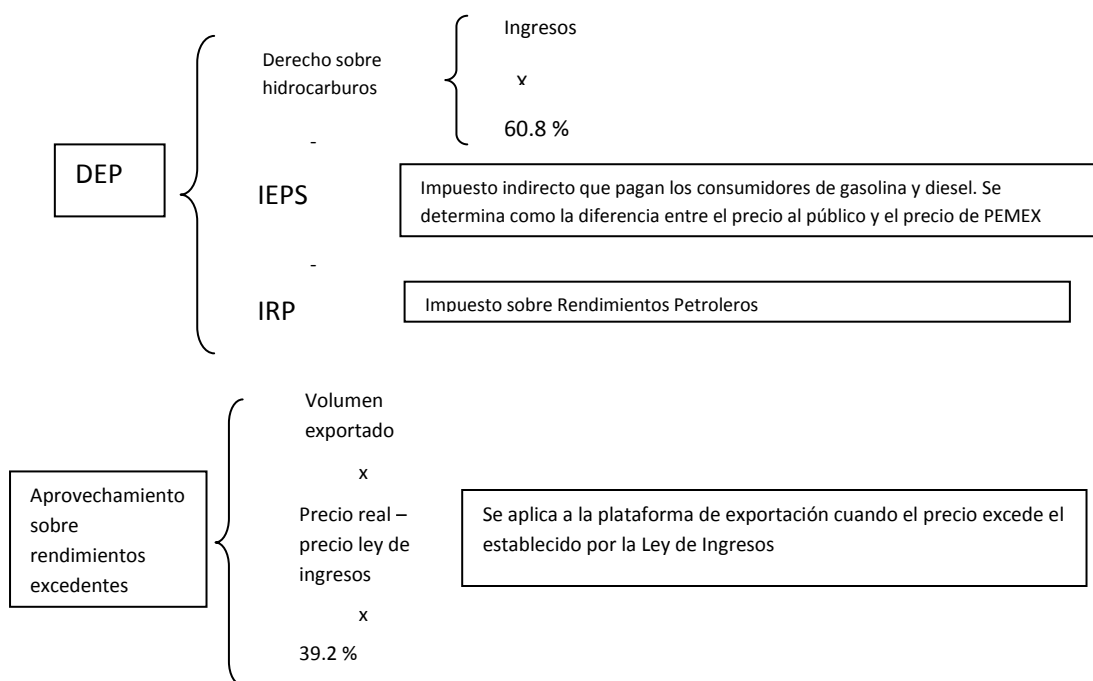 Ingresos
Derecho sobre
hidrocarburos
x
60.8 %
-
DEP
IEPS
Impuesto indirecto que pagan los consumidores de gasolina y diesel. Se
determina como la diferencia entre el precio al público y el precio de PEMEX
-
IRP
Impuesto sobre Rendimientos Petroleros
Volumen
exportado
x
Aprovechamiento
sobre
rendimientos
excedentes
Precio real –
precio ley de
ingresos
Se aplica a la plataforma de exportación cuando el precio excede el
establecido por la Ley de Ingresos
x
39.2 %